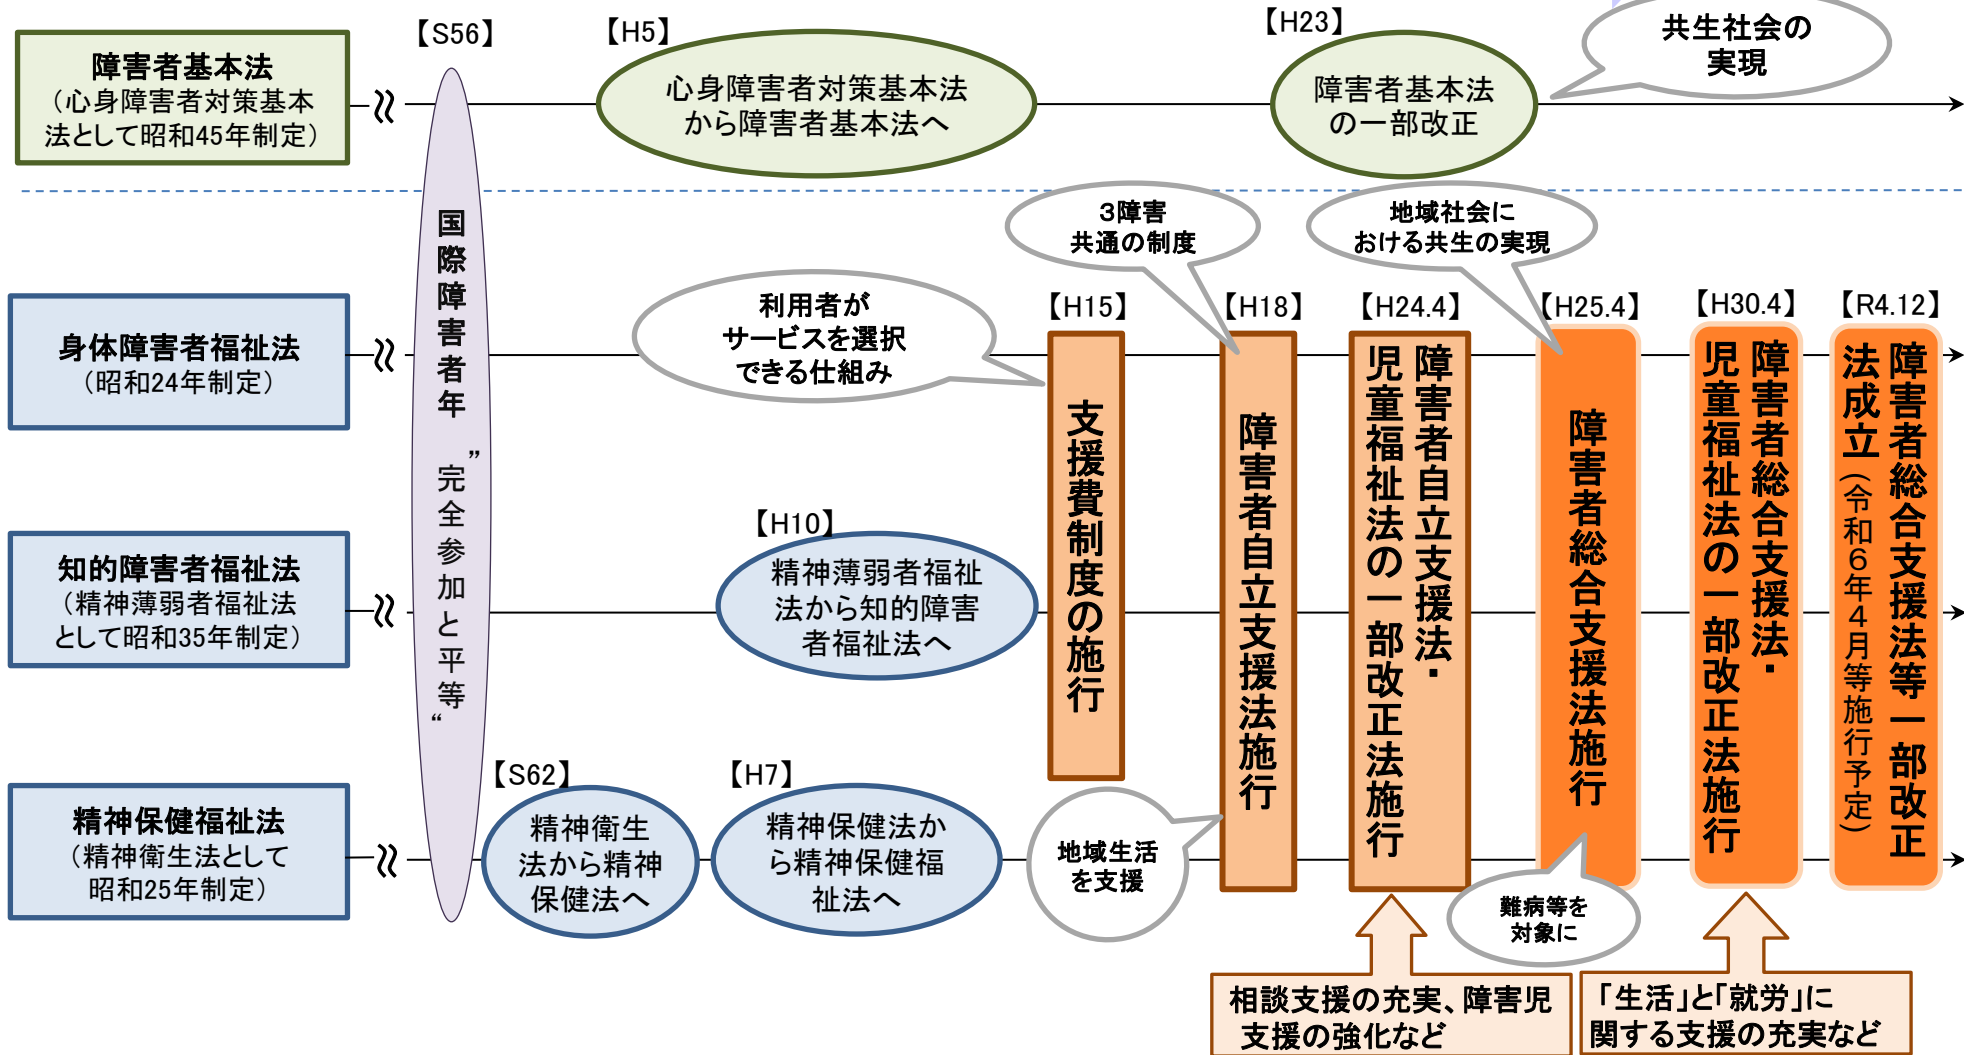 【S56】
【H5】
【H23】
共生社会の
実現
障害者基本法
（心身障害者対策基本
法として昭和45年制定）
心身障害者対策基本法
から障害者基本法へ
障害者基本法
の一部改正
国際障害者年 ”完全参加と平等“
3障害
共通の制度
地域社会に
おける共生の実現
利用者が
サービスを選択
できる仕組み
【H15】
【H18】
【H24.4】
【H25.4】
【H30.4】
【R4.12】
身体障害者福祉法
（昭和24年制定）
支援費制度の施行
障害者自立支援法施行
障害者自立支援法・
児童福祉法の一部改正法施行
障害者総合支援法施行
障害者総合支援法・
児童福祉法の一部改正法施行
障害者総合支援法等一部改正
法成立（令和６年４月等施行予定）
【H10】
知的障害者福祉法
（精神薄弱者福祉法
として昭和35年制定）
精神薄弱者福祉
法から知的障害
者福祉法へ
【S62】
【H7】
精神保健福祉法
（精神衛生法として
昭和25年制定）
精神衛生
法から精神
保健法へ
精神保健法か
ら精神保健福
祉法へ
地域生活
を支援
難病等を
対象に
相談支援の充実、障害児
支援の強化など
「生活」と「就労」に
関する支援の充実など